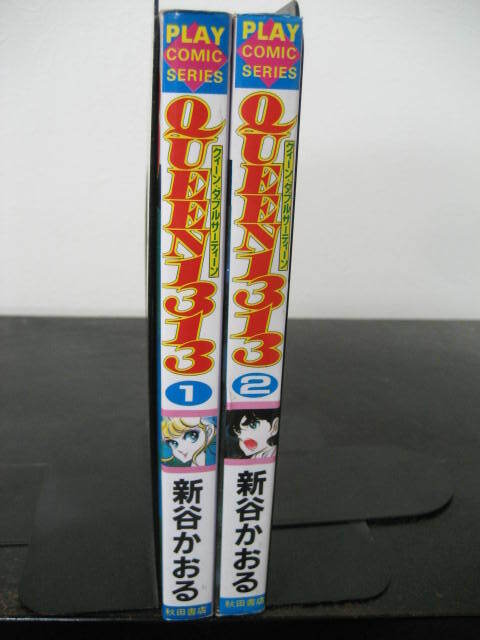 PLAY
COMIC
SERIES
QUEEN1313
クィーン・ダブルサーティーン
1
新谷かおる
秋田書店
PLAY
COMIC
SERIES
QUEEN1313
クィーン・ダブルサーティーン
2
新谷かおる
秋田書店